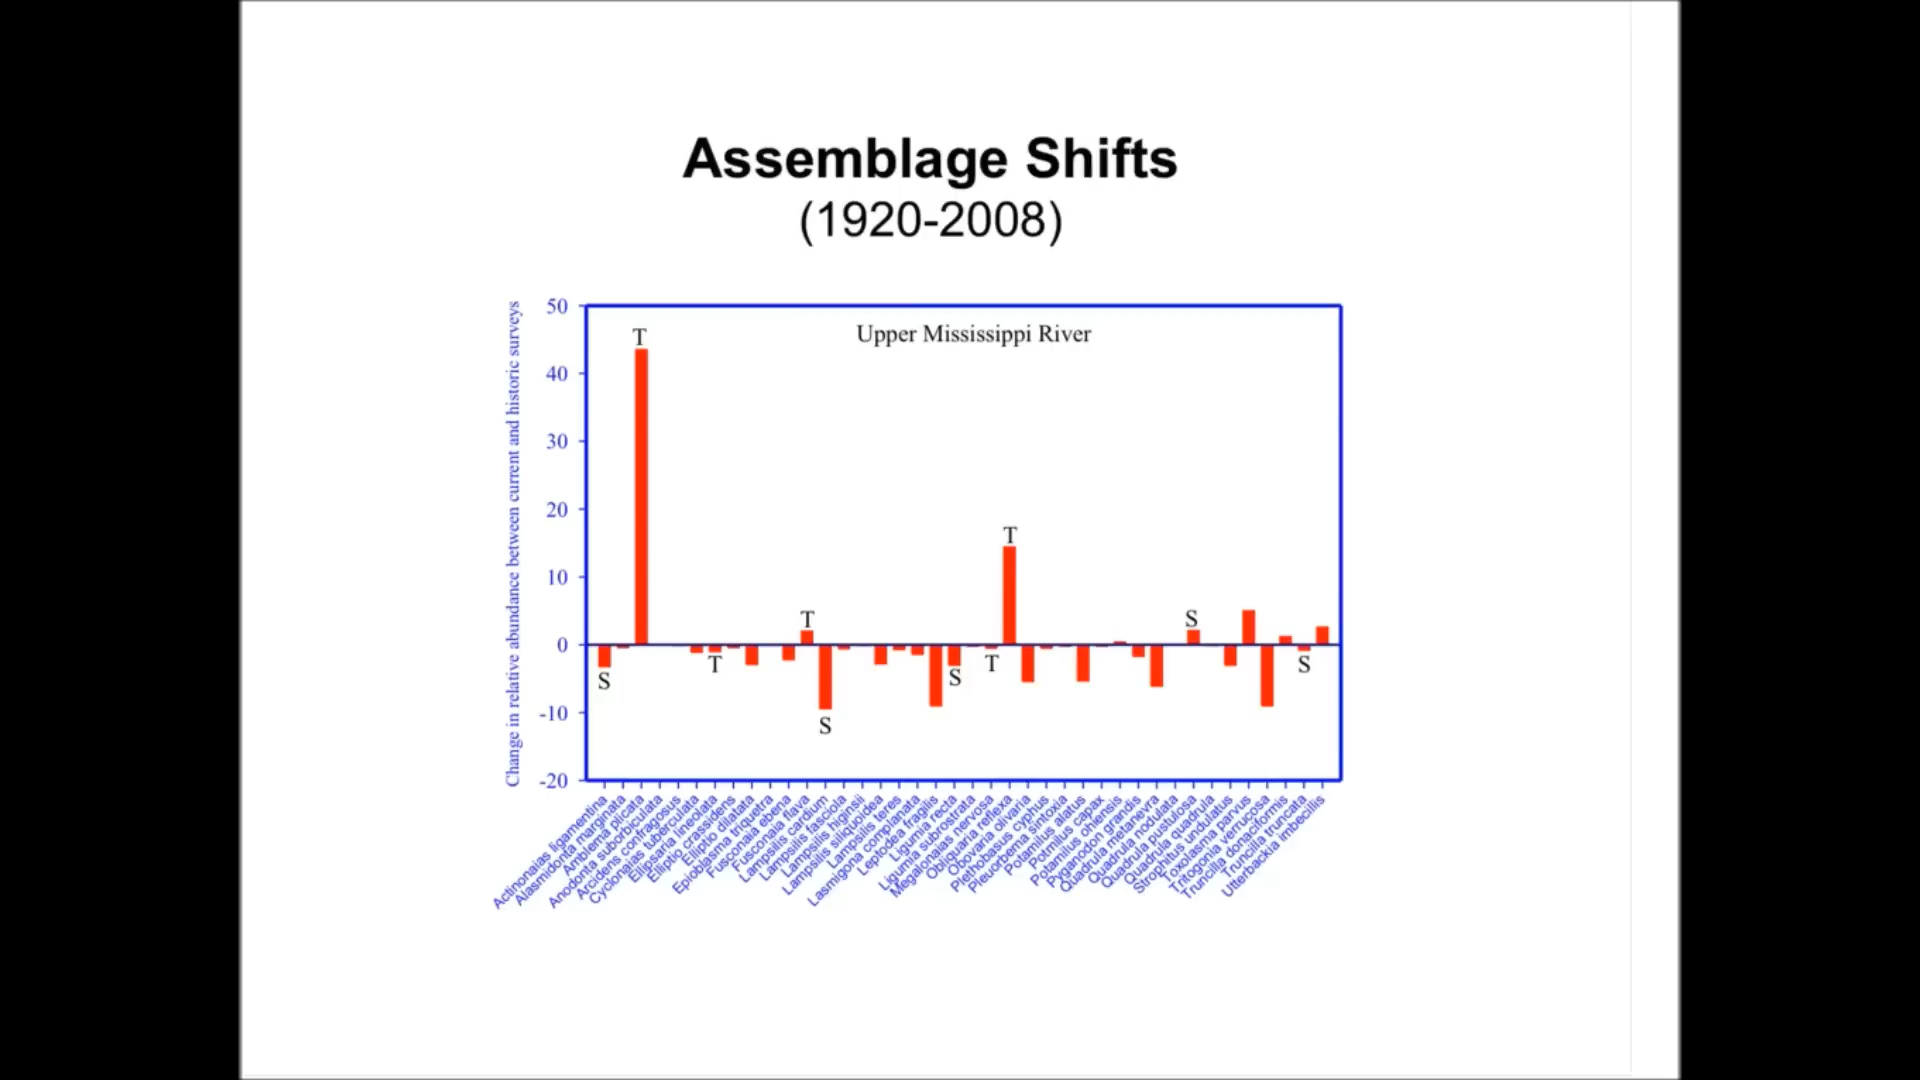 Assemblage Shifts
(1920-2008)
Change in relative abundance between current and historic surveys
50
40
30
20
10
0
-10
-20
Upper Mississippi River
T
T
T
S
S
T
S
S
T
S
Actinonaias ligamentina
Alasmidonta marginata
Amblema plicata
Anodonta suborbiculata
Arcidens confragosus
Cyclonaias tuberculata
Ellipsaria lineolata
Elliptio crassidens
Elliptio dilatata
Epioblasma triquetra
Fusconaia ebena
Fusconaia flava
Lampsilis cardium
Lampsilis fasciola
Lampsilis higinsii
Lampsilis siliquoidea
Lampsilis teres
Lasmigona complanata
Leptodea fragilis
Ligumia recta
Ligumia subrostrata
Megalonaias nervosa
Obliquaria reflexa
Obovaria olivaria
Plethobasus cyphus
Pleurobema sintoxia
Potamilus alatus
Potmilus capax
Potamilus ohiensis
Pyganodon grandis
Quadrula metanevra
Quadrula nodulata
Quadrula pustulosa
Quadrula quadrula
Strophitus undulatus
Toxolasma parvus
Tritogonia verrucosa
Truncilla donaciformis
Truncilla truncata
Utterbackia imbecillis